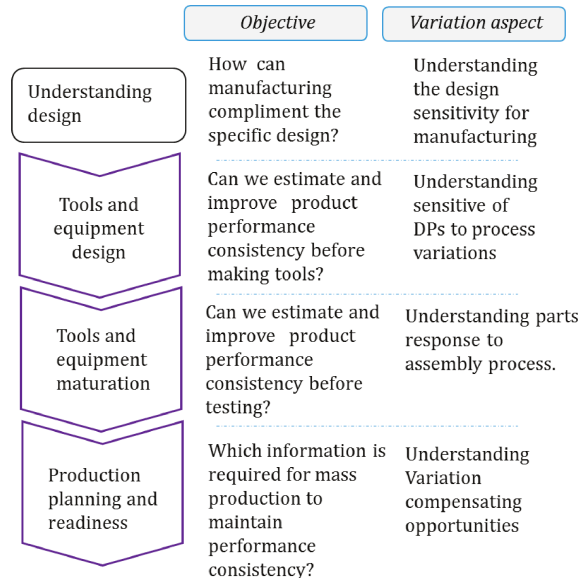 Objective
Variation aspect
Understanding
design
How can
manufacturing
compliment the
specific design?
Understanding
the design
sensitivity for
manufacturing
Tools and
equipment
design
Can we estimate and
improve product
performance
consistency before
making tools?
Understanding
sensitive of
DPs to process
variations
Tools and
equipment
maturation
Can we estimate and
improve product
performance
consistency before
testing?
Understanding parts
response to
assembly process.
Production
planning and
readiness
Which information is
required for mass
production to
maintain
performance
consistency?
Understanding
Variation
compensating
opportunities